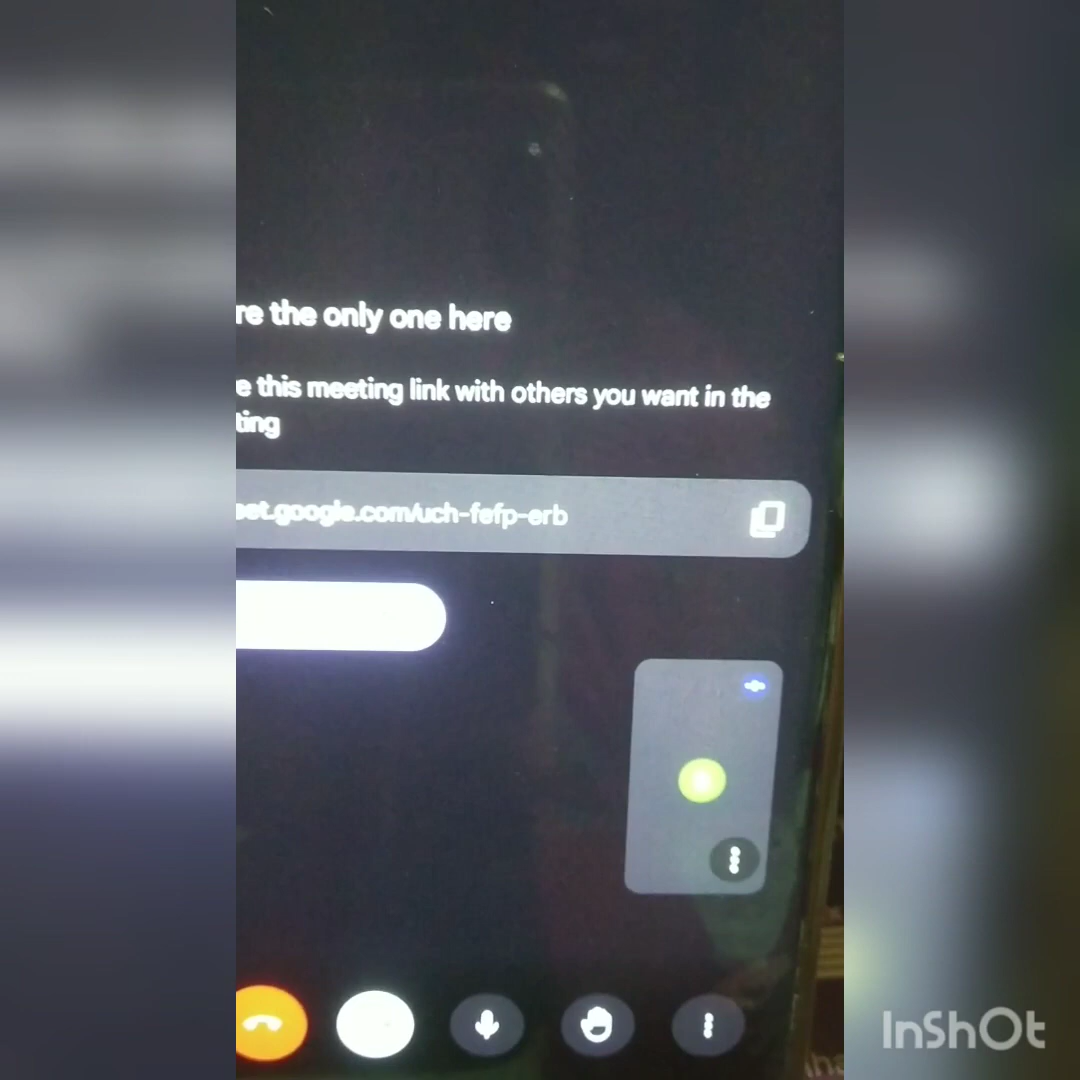 re the only one here
e this meeting link with others you want in the
ting
eet.google.com/uch-fefp-erb
InShOt